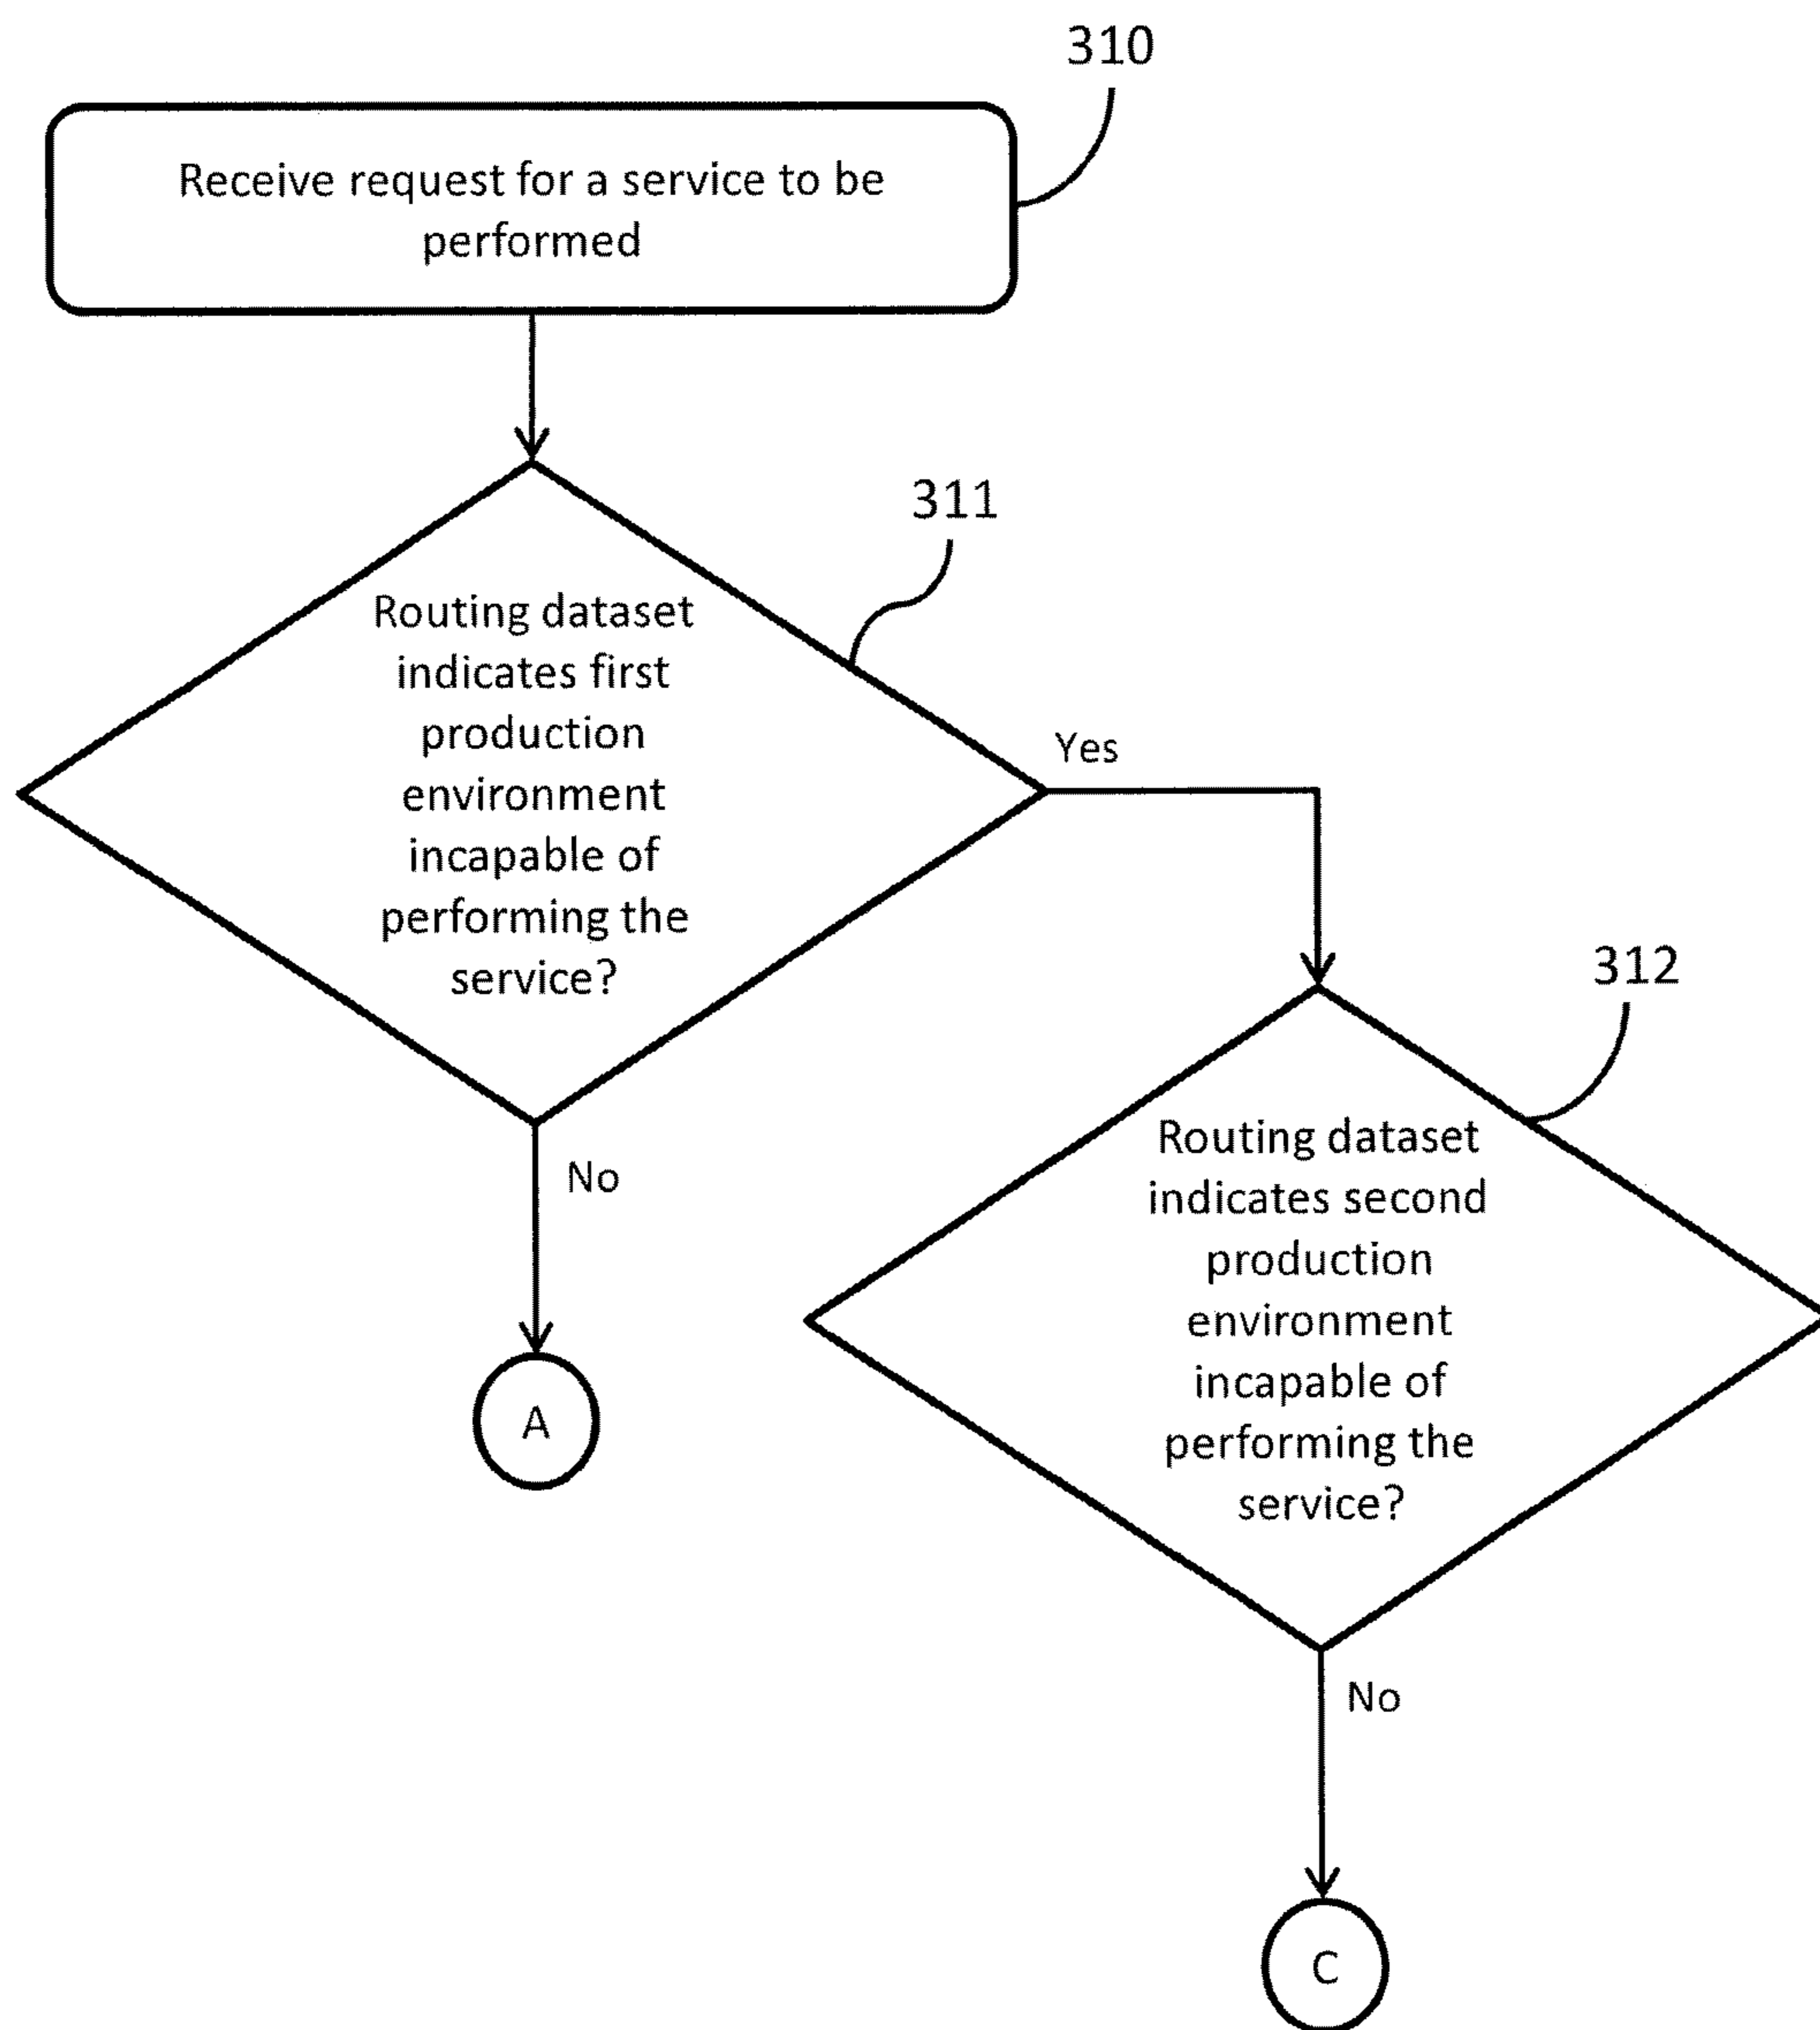 310
Receive request for a service to be
performed
311
Routing dataset
indicates first
production
environment
incapable of
performing the
service?
Yes
No
312
Routing dataset
indicates second
production
environment
incapable of
performing the
service?
A
No
C